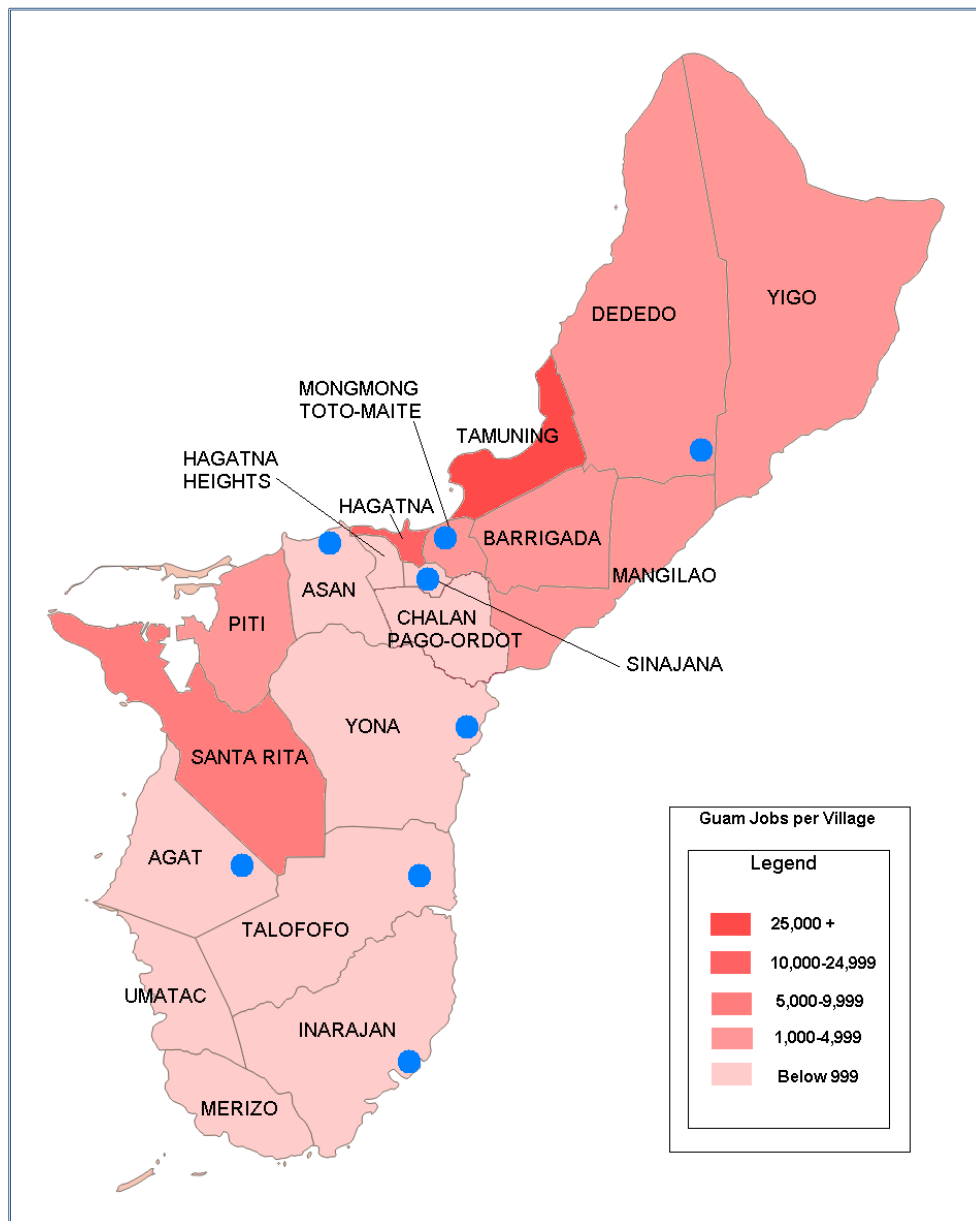 YIGO
DEDEDO
MONGMONG
TOTO-MAITE
TAMUNING
HAGATNA
HEIGHTS
HAGATNA
BARRIGADA
MANGILAO
ASAN
PITI
CHALAN
PAGO-ORDOT
SINAJANA
YONA
SANTA RITA
AGAT
TALOFOFO
UMATAC
INARAJAN
MERIZO
Guam Jobs per Village
Legend
25,000 +
10,000-24,999
5,000-9,999
1,000-4,999
Below 999